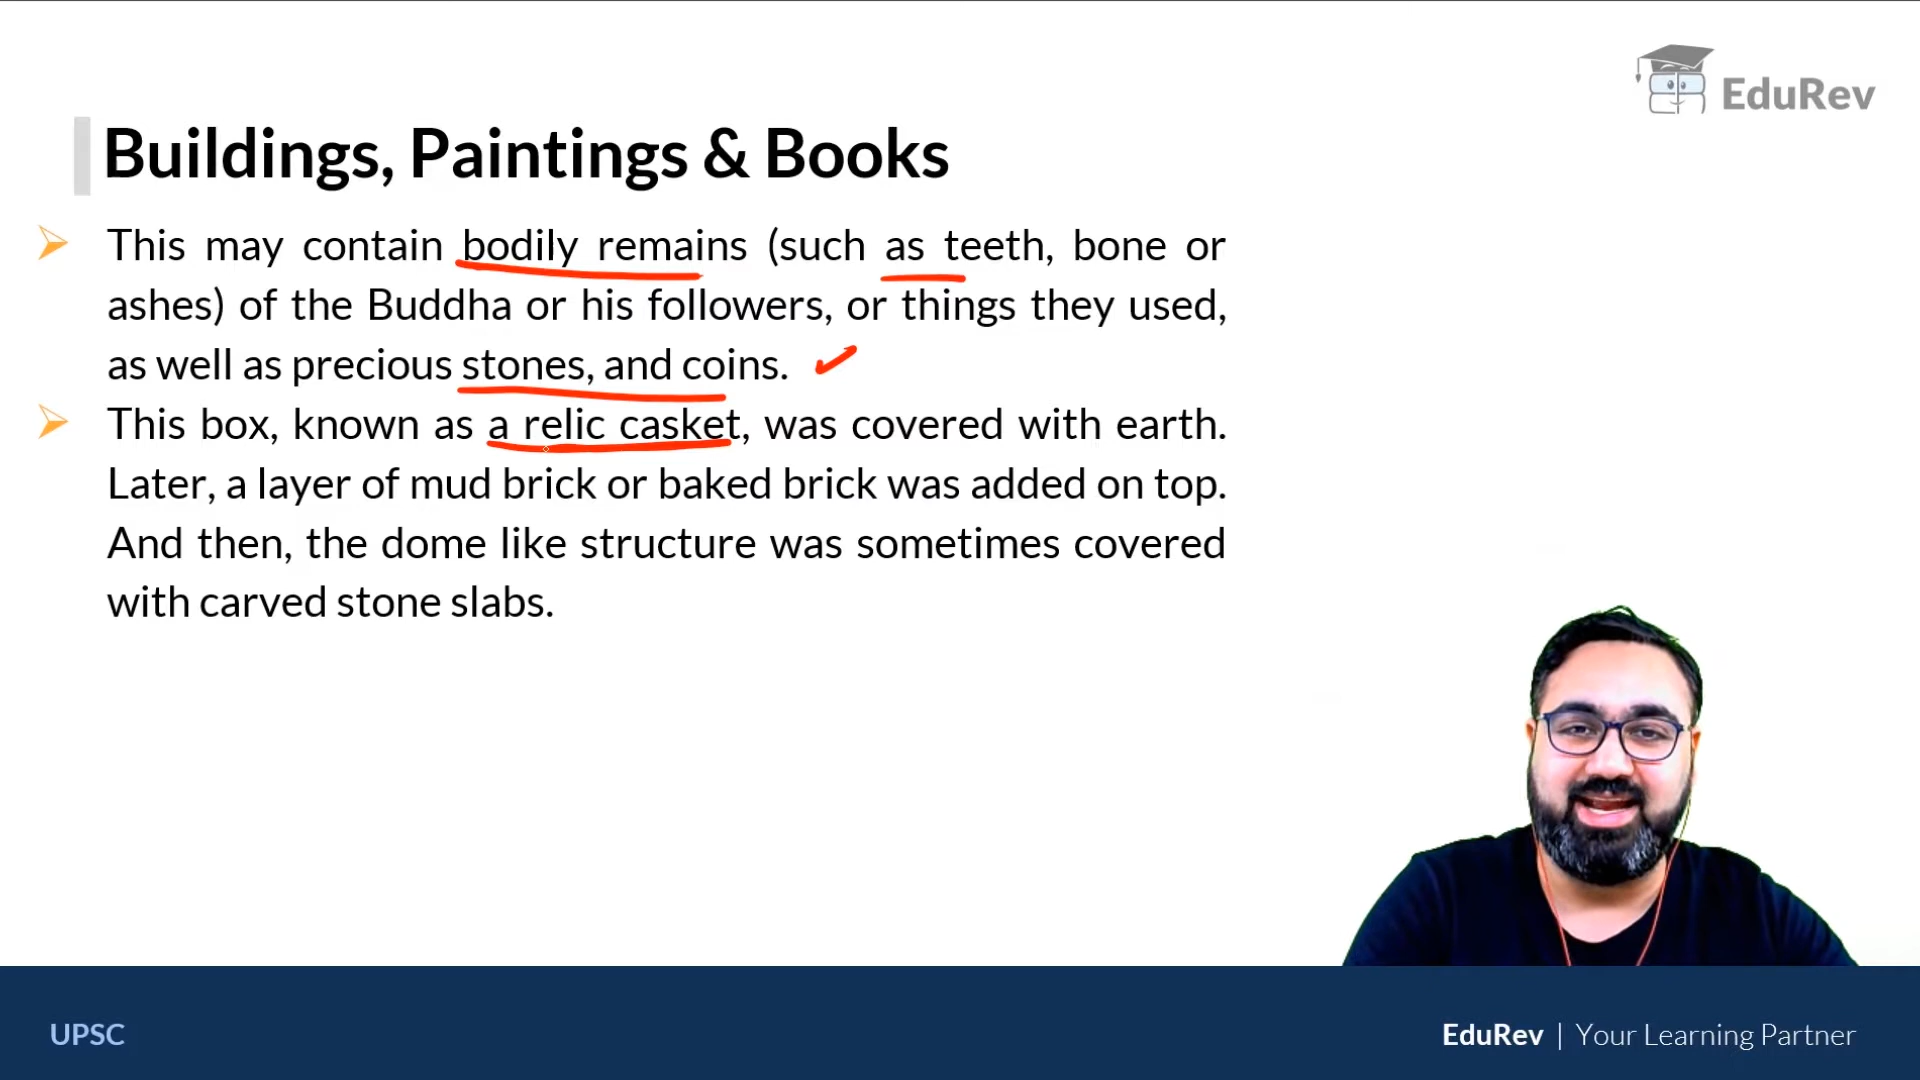 EduRev
Buildings, Paintings & Books
This may contain bodily remains (such as teeth, bone or
ashes) of the Buddha or his followers, or things they used,
as well as precious stones, and coins.
This box, known as a relic casket, was covered with earth.
Later, a layer of mud brick or baked brick was added on top.
And then, the dome like structure was sometimes covered
with carved stone slabs.
UPSC
EduRev | Your Learning Partner